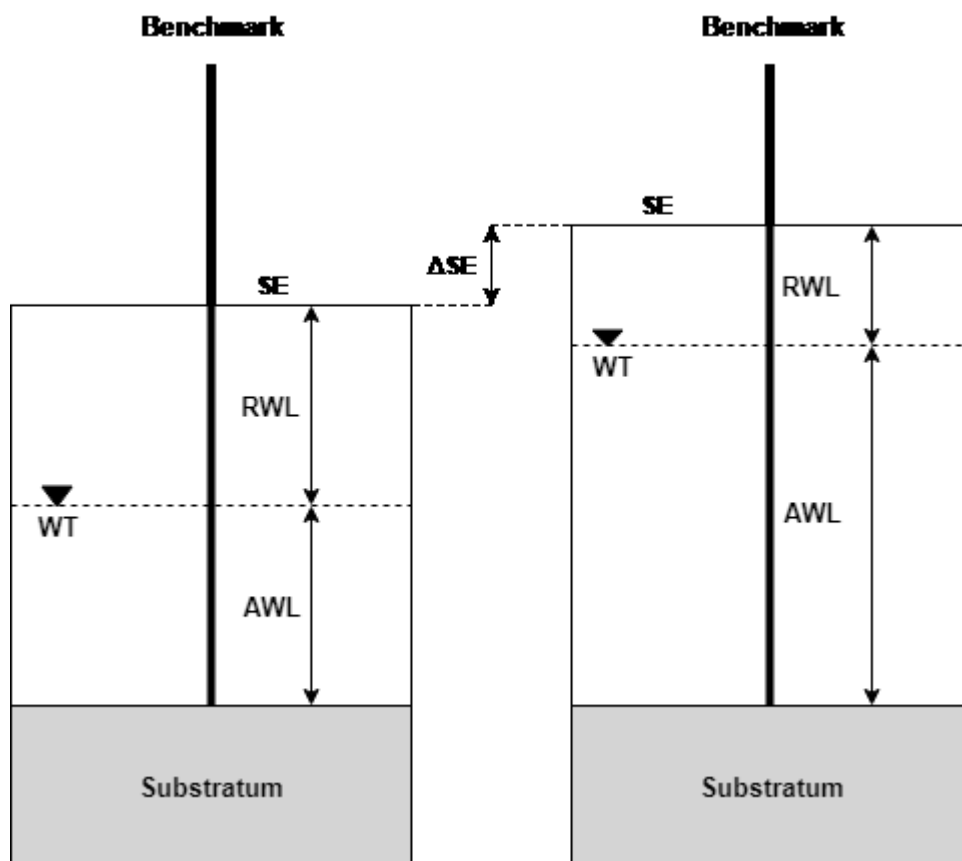 Benchmark
Benchmark
SE
ΔSE
SE
RWL
RWL
WT
WT
AWL
AWL
Substratum
Substratum